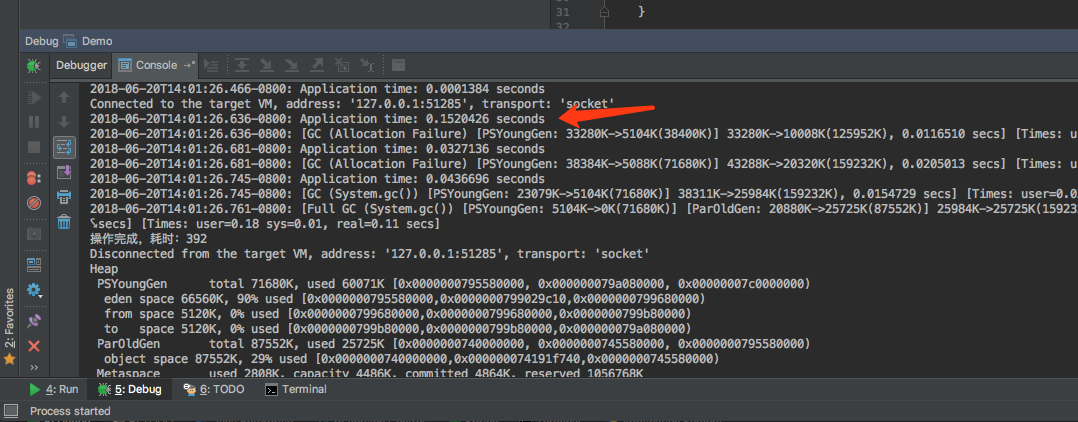 31 }
32
Debug Demo
Debugger Console
2018-06-20T14:01:26.466-0800: Application time: 0.0001384 seconds
Connected to the target VM, address: '127.0.0.1:51285', transport: 'socket'
2018-06-20T14:01:26.636-0800: Application time: 0.1520426 seconds
2018-06-20T14:01:26.636-0800: [GC (Allocation Failure) [PSYoungGen: 33280K->5104K(38400K)] 33280K->10008K(125952K), 0.0116510 secs] [Times: u
2018-06-20T14:01:26.681-0800: Application time: 0.0327136 seconds
2018-06-20T14:01:26.681-0800: [GC (Allocation Failure) [PSYoungGen: 38384K->5088K(71680K)] 43288K->20320K(159232K), 0.0205013 secs] [Times: u
2018-06-20T14:01:26.745-0800: Application time: 0.0436696 seconds
2018-06-20T14:01:26.745-0800: [GC (System.gc()) [PSYoungGen: 23079K->5104K(71680K)] 38311K->25984K(159232K), 0.0154729 secs] [Times: user=0.0
2018-06-20T14:01:26.761-0800: [Full GC (System.gc()) [PSYoungGen: 5104K->0K(71680K)] [ParOldGen: 20880K->25725K(87552K)] 25984K->25725K(15923
secs] [Times: user=0.18 sys=0.01, real=0.11 secs]
操作完成，耗时：392
Disconnected from the target VM, address: '127.0.0.1:51285', transport: 'socket'
Heap
PSYoungGen total 71680K, used 60071K [0x0000000795580000, 0x000000079a080000, 0x00000007c0000000)
eden space 66560K, 90% used [0x0000000795580000,0x0000000799029c10,0x0000000799680000)
from space 5120K, 0% used [0x0000000799680000,0x0000000799680000,0x0000000799b80000)
to space 5120K, 0% used [0x0000000799b80000,0x0000000799b80000,0x000000079a080000)
ParOldGen total 87552K, used 25725K [0x0000000740000000, 0x0000000745580000, 0x0000000795580000)
object space 87552K, 29% used [0x0000000740000000,0x000000074191f740,0x0000000745580000)
Metaspace used 2808K, capacity 4486K, committed 4864K, reserved 1056768K
2: Favorites
4: Run 5: Debug 6: TODO Terminal
Process started